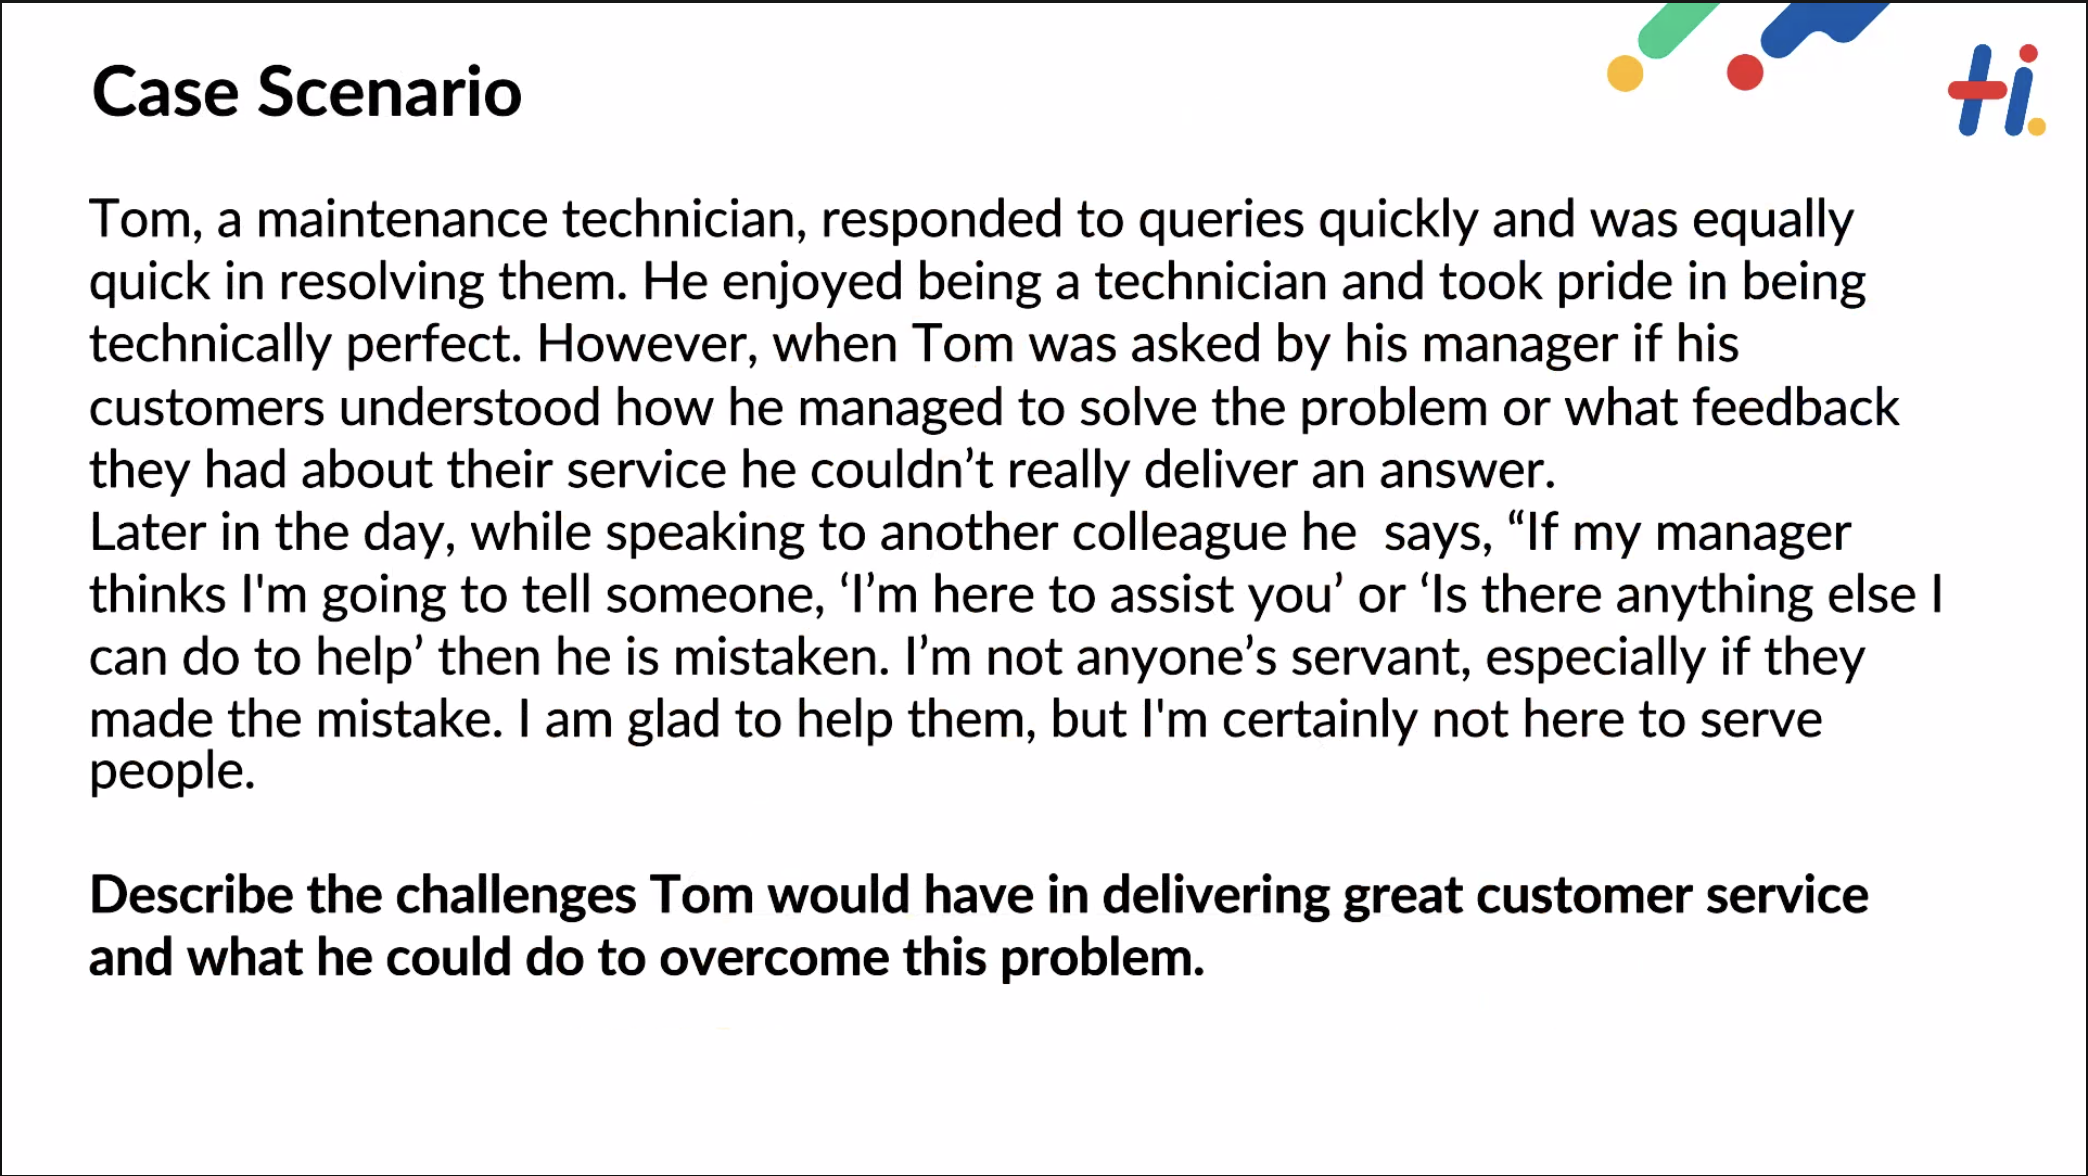 Case Scenario
Hi.
Tom, a maintenance technician, responded to queries quickly and was equally
quick in resolving them. He enjoyed being a technician and took pride in being
technically perfect. However, when Tom was asked by his manager if his
customers understood how he managed to solve the problem or what feedback
they had about their service he couldn’t really deliver an answer.
Later in the day, while speaking to another colleague he  says, “If my manager
thinks I'm going to tell someone, ‘I’m here to assist you’ or ‘Is there anything else I
can do to help’ then he is mistaken. I’m not anyone’s servant, especially if they
made the mistake. I am glad to help them, but I'm certainly not here to serve
people.
Describe the challenges Tom would have in delivering great customer service
and what he could do to overcome this problem.